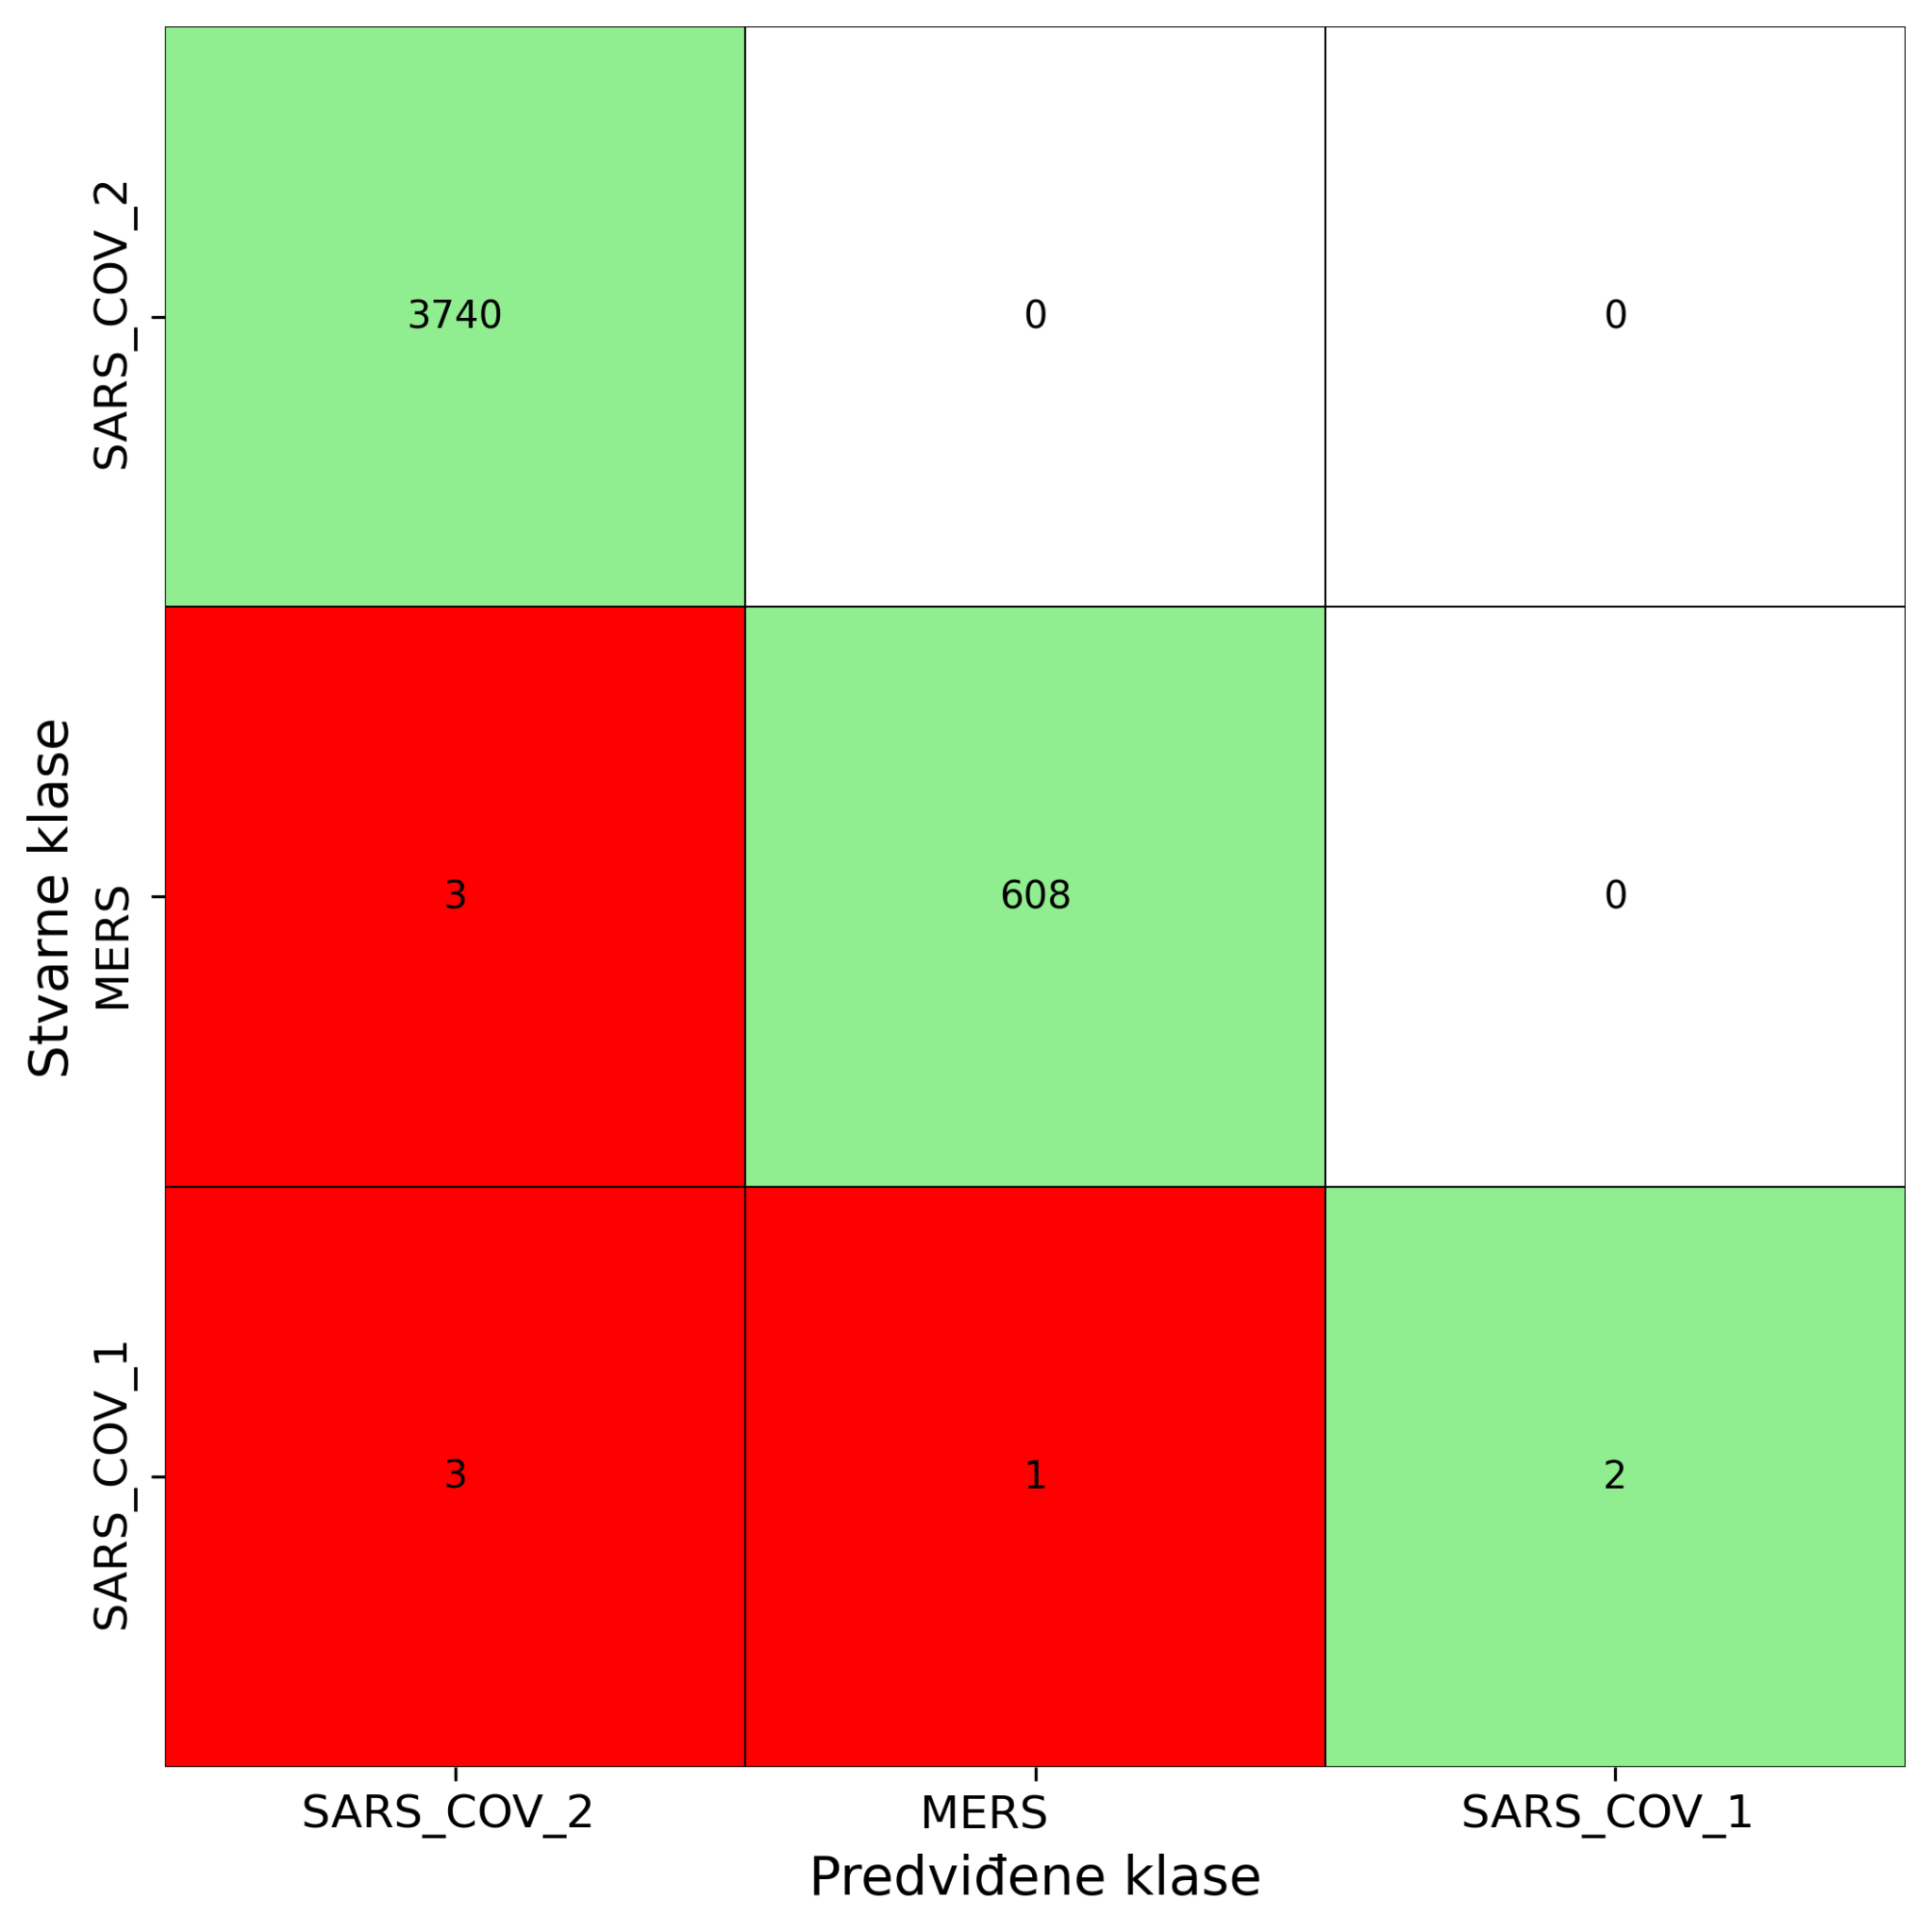 Stvarne klase
SARS_COV_2
3740 0 0
MERS
3 608 0
SARS_COV_1
3 1 2
SARS_COV_2 MERS SARS_COV_1
Predviđene klase